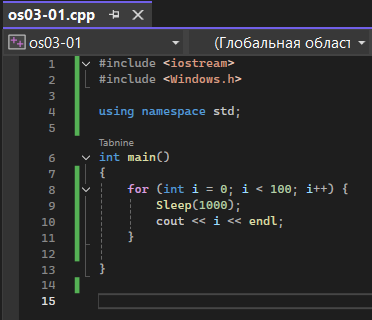 os03-01.cpp
os03-01 (Глобальная област
1 #include <iostream>
2 #include <Windows.h>
3
4 using namespace std;
5
Tabnine
6 int main()
7 {
8 for (int i = 0; i < 100; i++) {
9 Sleep(1000);
10 cout << i << endl;
11 }
12
13 }
14
15